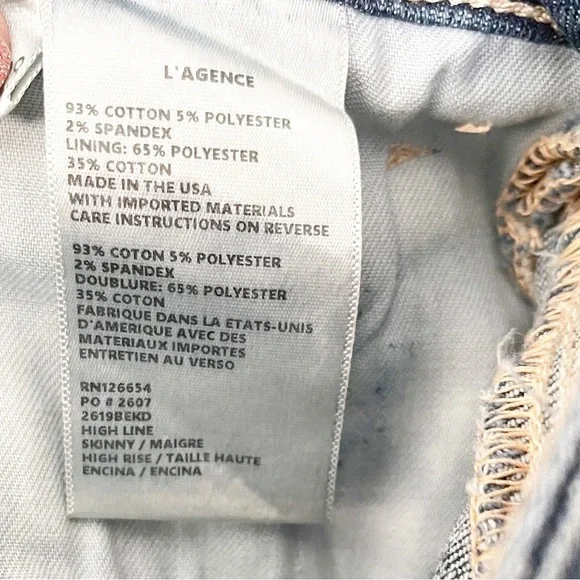 L'AGENCE
93% COTTON 5% POLYESTER
2% SPANDEX
LINING: 65% POLYESTER
35% COTTON
MADE IN THE USA
WITH IMPORTED MATERIALS
CARE INSTRUCTIONS ON REVERSE
93% COTON 5% POLYESTER
2% SPANDEX
DOUBLURE: 65% POLYESTER
35% COTON
FABRIQUE DANS LA ETATS-UNIS
D'AMERIQUE AVEC DES
MATERIAUX IMPORTES
ENTRETIEN AU VERSO
RN126654
PO # 2607
2619BEKD
HIGH LINE
SKINNY / MAIGRE
HIGH RISE / TAILLE HAUTE
ENCINA / ENCINA